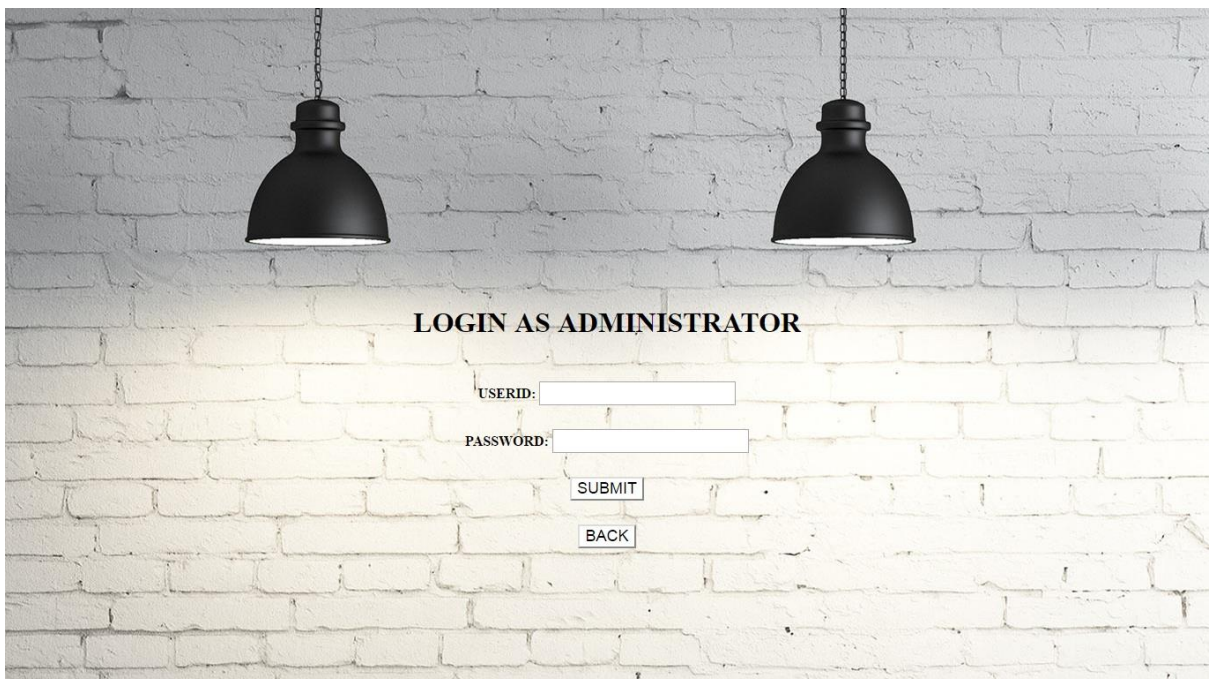 LOGIN AS ADMINISTRATOR
USERID:
PASSWORD:
SUBMIT
BACK